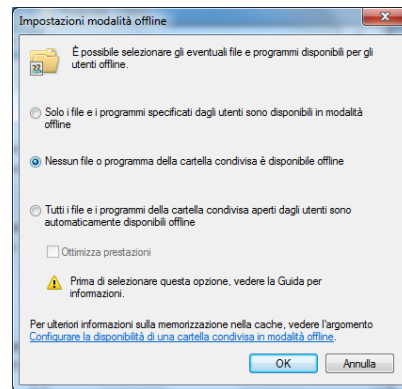 Impostazioni modalità offline
È possibile selezionare gli eventuali file e programmi disponibili per gli
utenti offline.
Solo i file e i programmi specificati dagli utenti sono disponibili in modalità
offline
Nessun file o programma della cartella condivisa è disponibile offline
Tutti i file e i programmi della cartella condivisa aperti dagli utenti sono
automaticamente disponibili offline
Ottimizza prestazioni
Prima di selezionare questa opzione, vedere la Guida per
informazioni.
Per ulteriori informazioni sulla memorizzazione nella cache, vedere l'argomento
Configurare la disponibilità di una cartella condivisa in modalità offline.
OK
Annulla